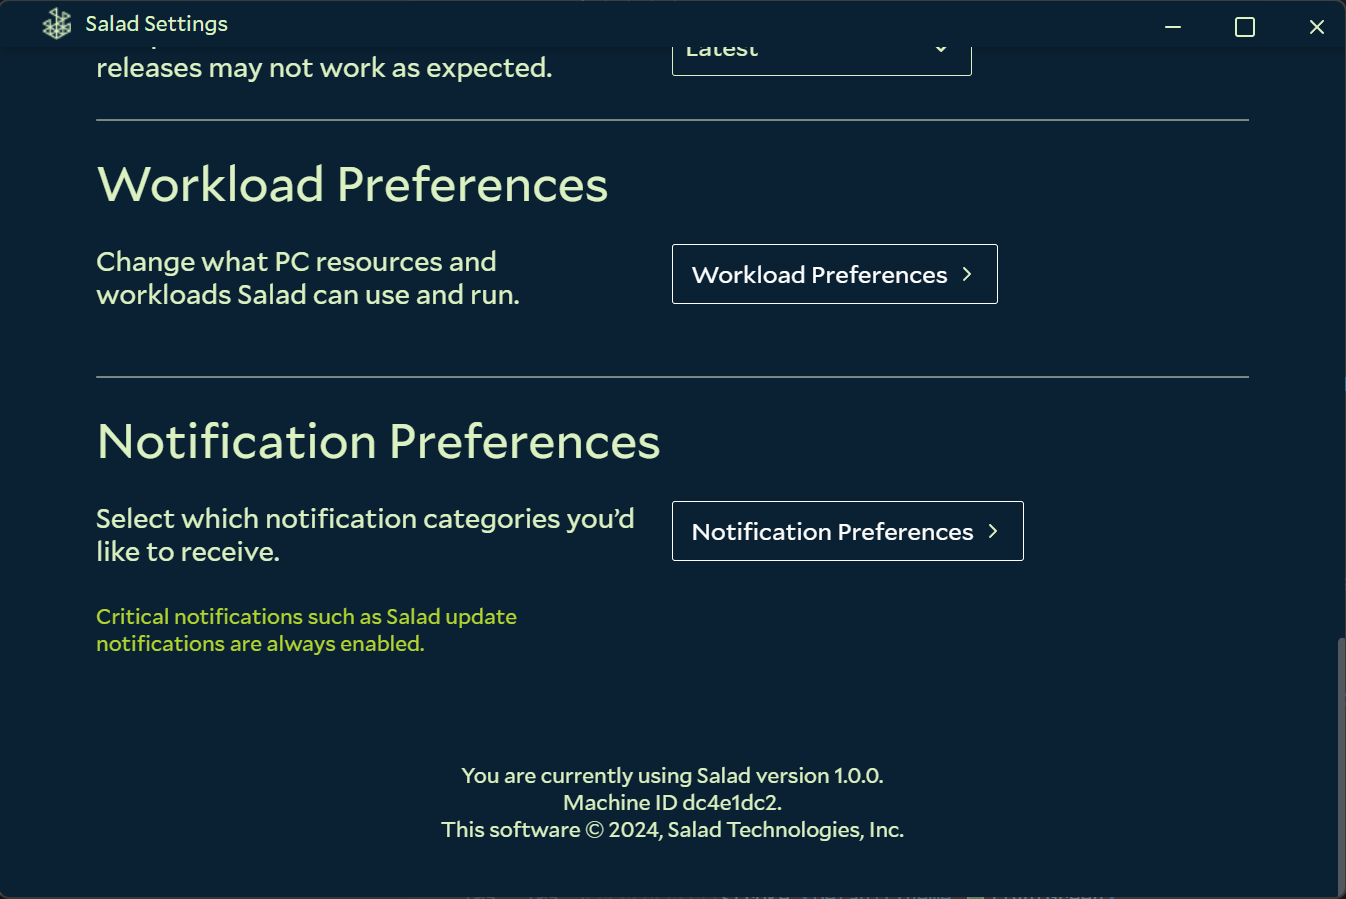 Salad Settings
Latest
releases may not work as expected.
Workload Preferences
Change what PC resources and
workloads Salad can use and run.
Workload Preferences
Notification Preferences
Select which notification categories you’d
like to receive.
Notification Preferences
Critical notifications such as Salad update
notifications are always enabled.
You are currently using Salad version 1.0.0.
Machine ID dc4e1dc2.
This software © 2024, Salad Technologies, Inc.